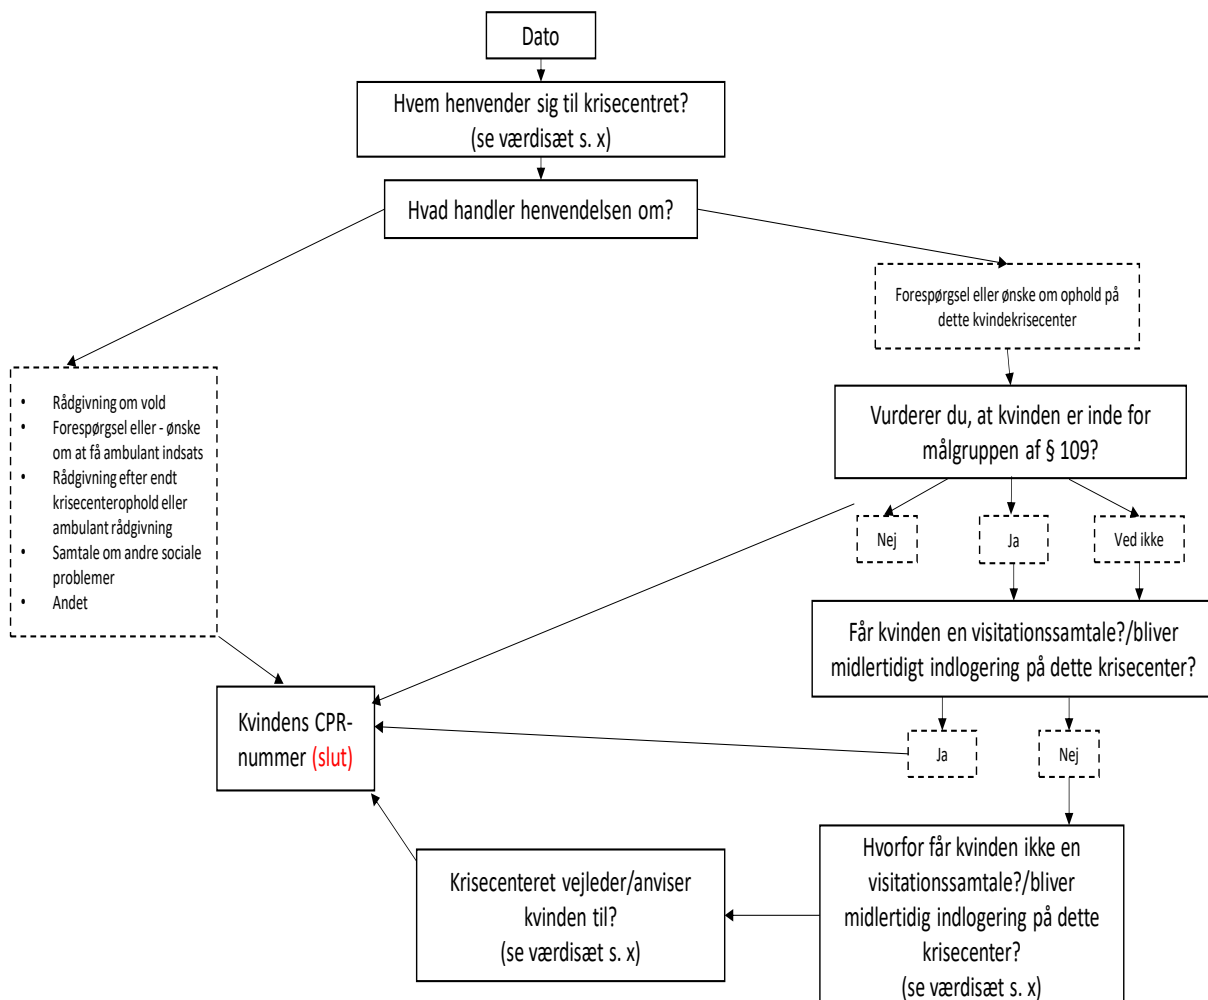 Dato
Hvem henvender sig til krisecentret?
(se værdisæt s. x)
Hvad handler henvendelsen om?
Forespørgsel eller ønske om ophold på
dette kvindekrisecenter
• Rådgivning om vold
• Forespørgsel eller - ønske
om at få ambulant indsats
• Rådgivning efter endt
krisecenterophold eller
ambulant rådgivning
• Samtale om andre sociale
problemer
• Andet
Vurderer du, at kvinden er inde for
målgruppen af § 109?
Nej
Ja
Ved ikke
Får kvinden en visitationssamtale?/bliver
midlertidigt indlogering på dette krisecenter?
Kvindens CPR-
nummer (slut)
Ja
Nej
Hvorfor får kvinden ikke en
visitationssamtale?/bliver
midlertidig indlogering på dette
krisecenter?
(se værdisæt s. x)
Krisecenteret vejleder/anviser
kvinden til?
(se værdisæt s. x)